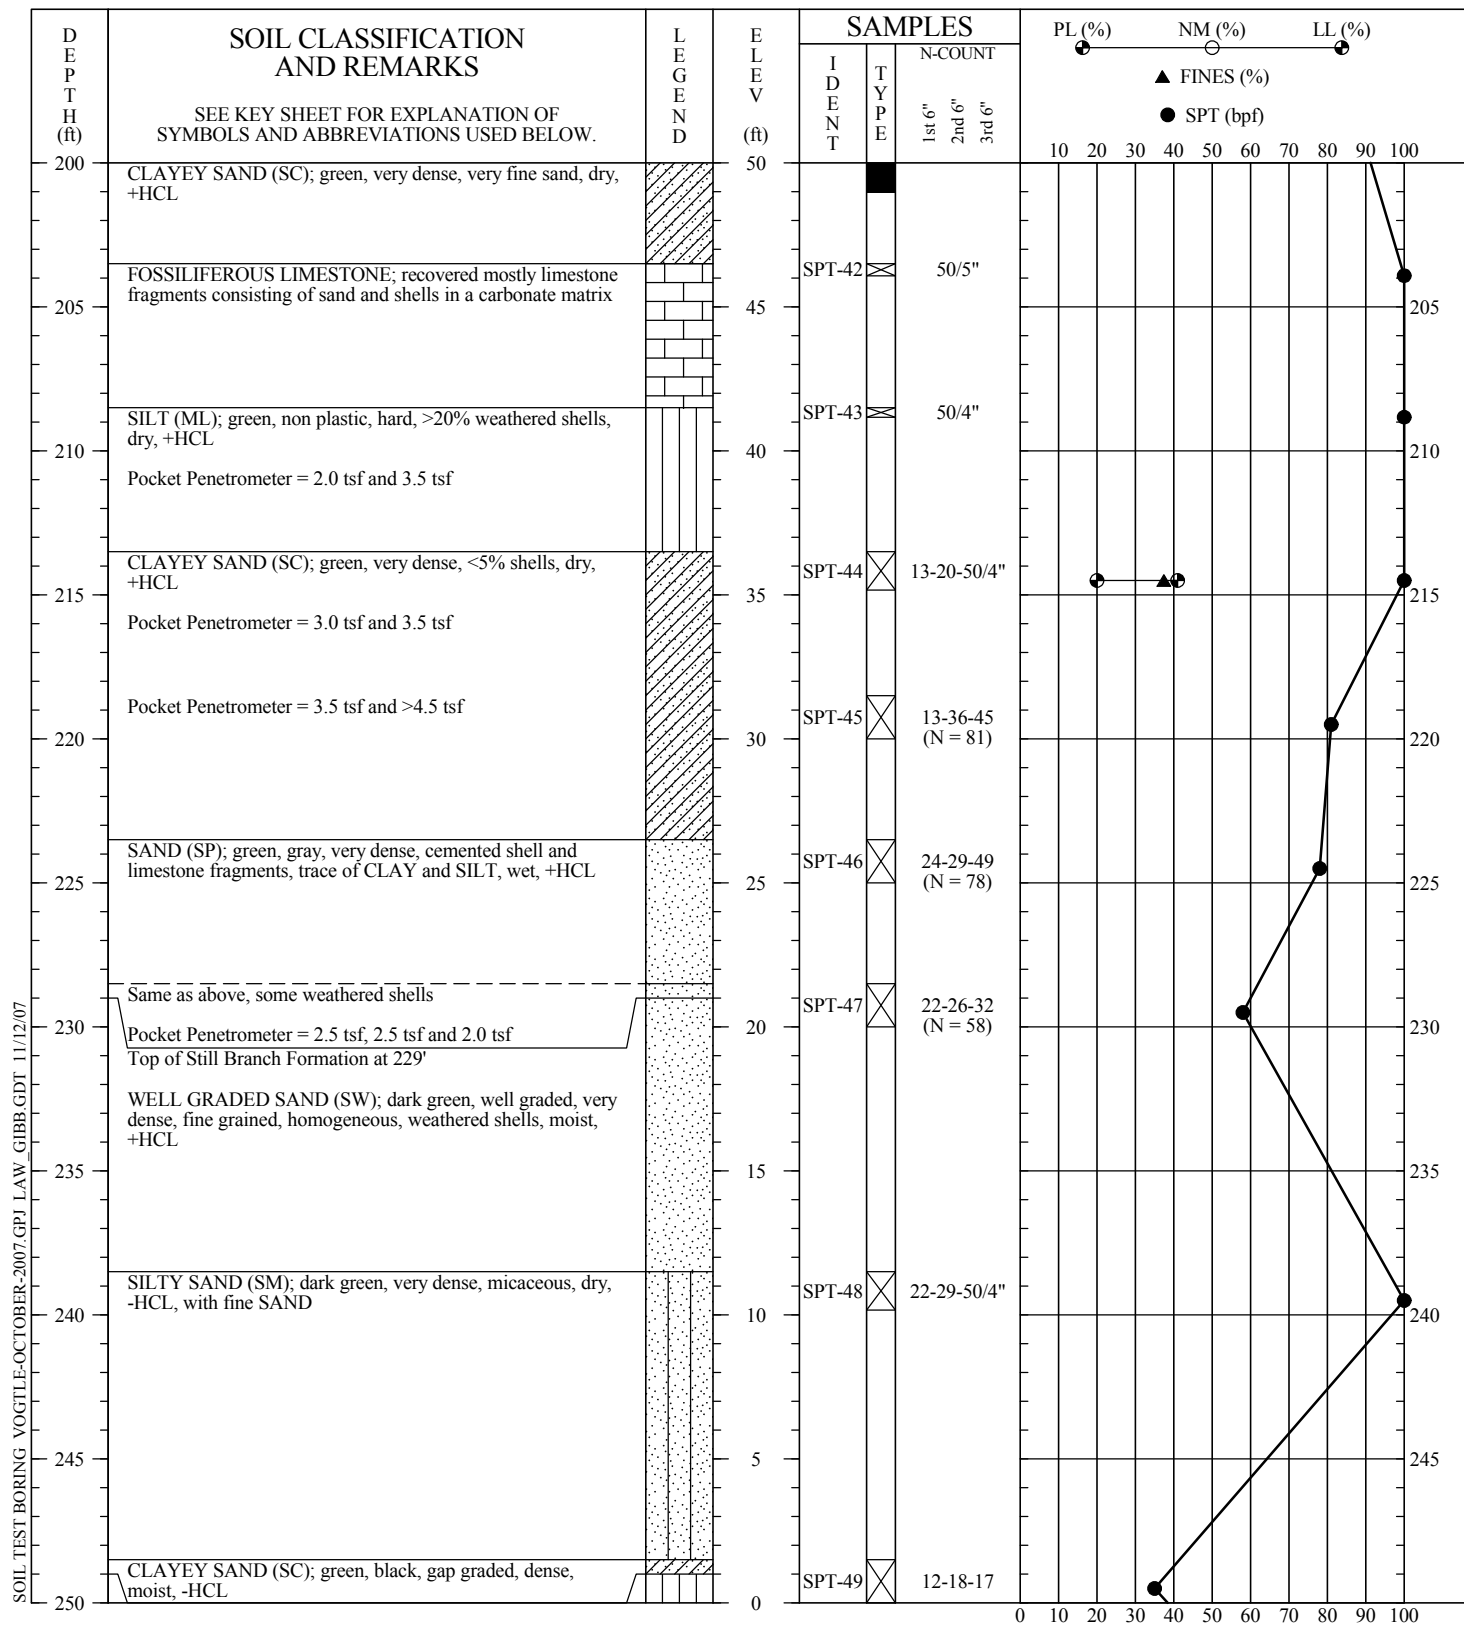 DEPTH (ft)
SOIL CLASSIFICATION
AND REMARKS
SEE KEY SHEET FOR EXPLANATION OF
SYMBOLS AND ABBREVIATIONS USED BELOW.
LEGEND
ELEV (ft)
SAMPLES
IDENT
TYPE
N-COUNT
1st 6"
2nd 6"
3rd 6"
PL (%) NM (%) LL (%)
▲ FINES (%)
● SPT (bpf)
10 20 30 40 50 60 70 80 90 100
200
CLAYEY SAND (SC); green, very dense, very fine sand, dry,
+HCL
50
FOSSILIFEROUS LIMESTONE; recovered mostly limestone
fragments consisting of sand and shells in a carbonate matrix
SPT-42 50/5"
205 45 205
SILT (ML); green, non plastic, hard, >20% weathered shells,
dry, +HCL
SPT-43 50/4"
210 40 210
Pocket Penetrometer = 2.0 tsf and 3.5 tsf
CLAYEY SAND (SC); green, very dense, <5% shells, dry,
+HCL
SPT-44 13-20-50/4"
215 35 215
Pocket Penetrometer = 3.0 tsf and 3.5 tsf
Pocket Penetrometer = 3.5 tsf and >4.5 tsf
SPT-45 13-36-45
(N = 81)
220 30 220
SAND (SP); green, gray, very dense, cemented shell and
limestone fragments, trace of CLAY and SILT, wet, +HCL
SPT-46 24-29-49
(N = 78)
225 25 225
Same as above, some weathered shells
SPT-47 22-26-32
(N = 58)
230 20 230
Pocket Penetrometer = 2.5 tsf, 2.5 tsf and 2.0 tsf
Top of Still Branch Formation at 229'
WELL GRADED SAND (SW); dark green, well graded, very
dense, fine grained, homogeneous, weathered shells, moist,
+HCL
235 15 235
SILTY SAND (SM); dark green, very dense, micaceous, dry,
-HCL, with fine SAND
SPT-48 22-29-50/4"
240 10 240
245 5 245
CLAYEY SAND (SC); green, black, gap graded, dense,
moist, -HCL
SPT-49 12-18-17
250 0
0 10 20 30 40 50 60 70 80 90 100
SOIL TEST BORING VOGTLE-OCTOBER-2007.GPJ LAW_GIBB.GDT 11/12/07